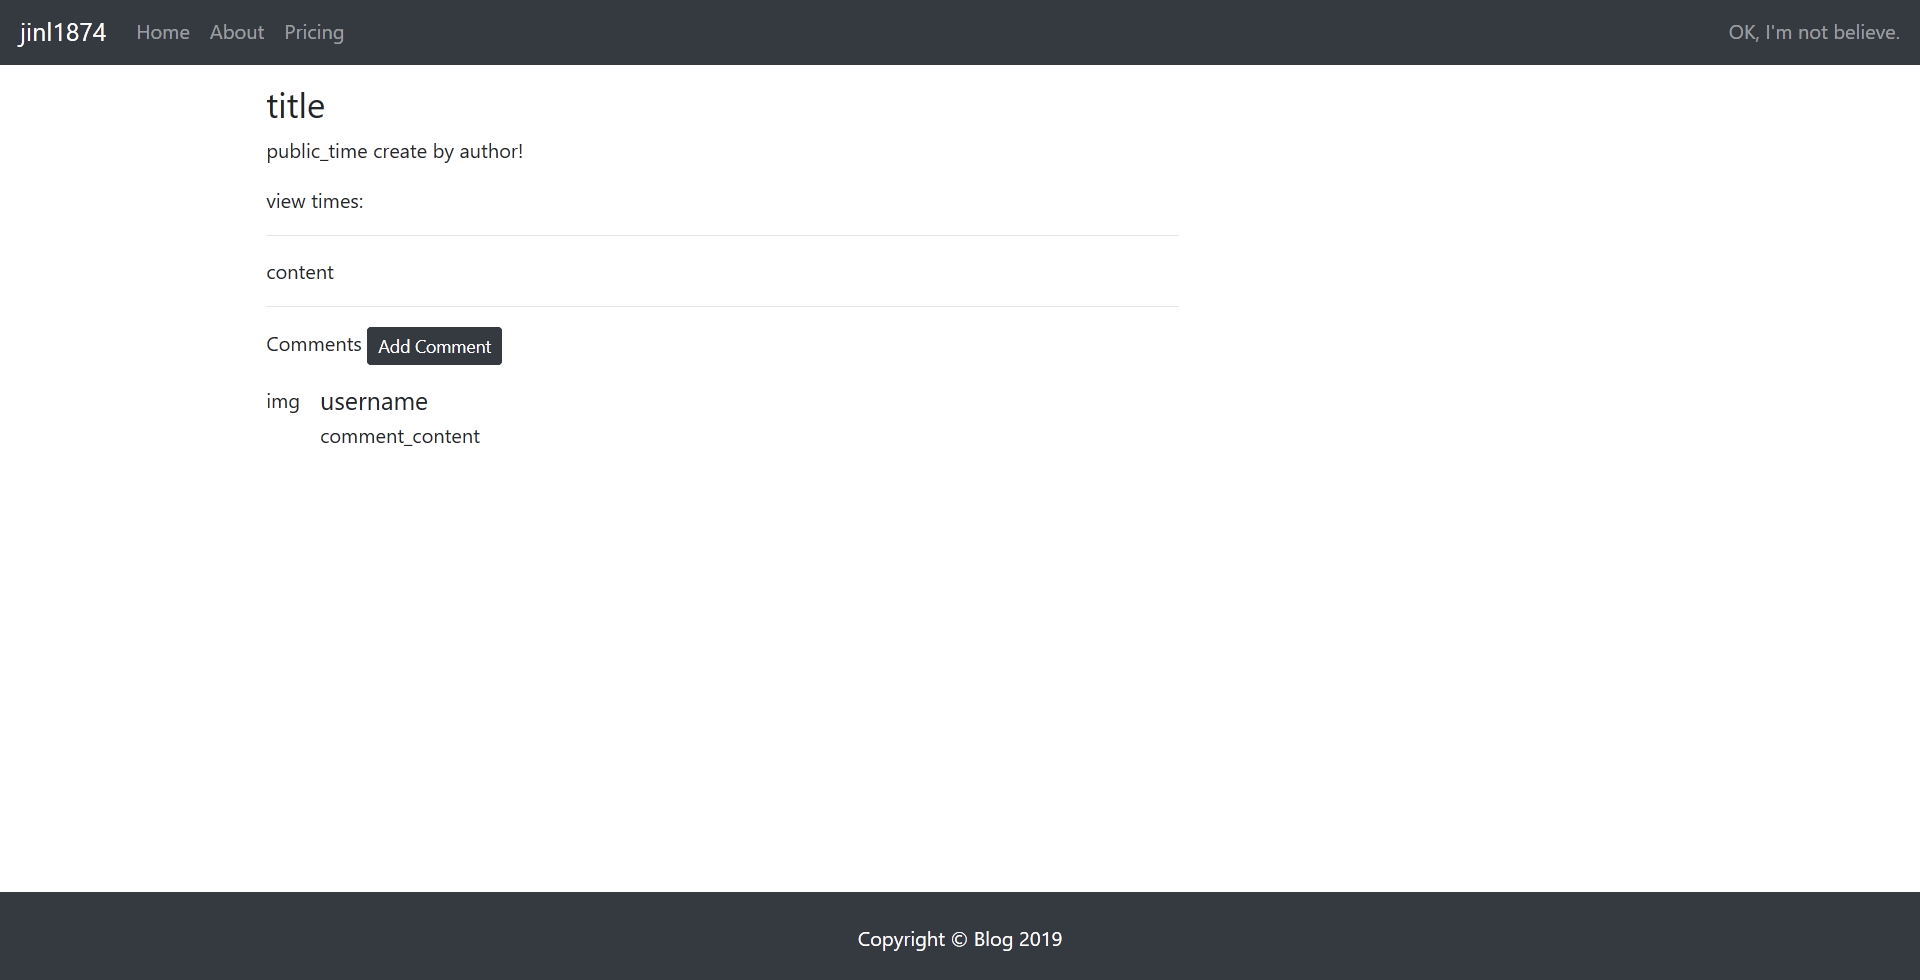 jinl1874 Home About Pricing OK, I'm not believe.
title
public_time create by author!
view times:
content
Comments Add Comment
img username
comment_content
Copyright © Blog 2019